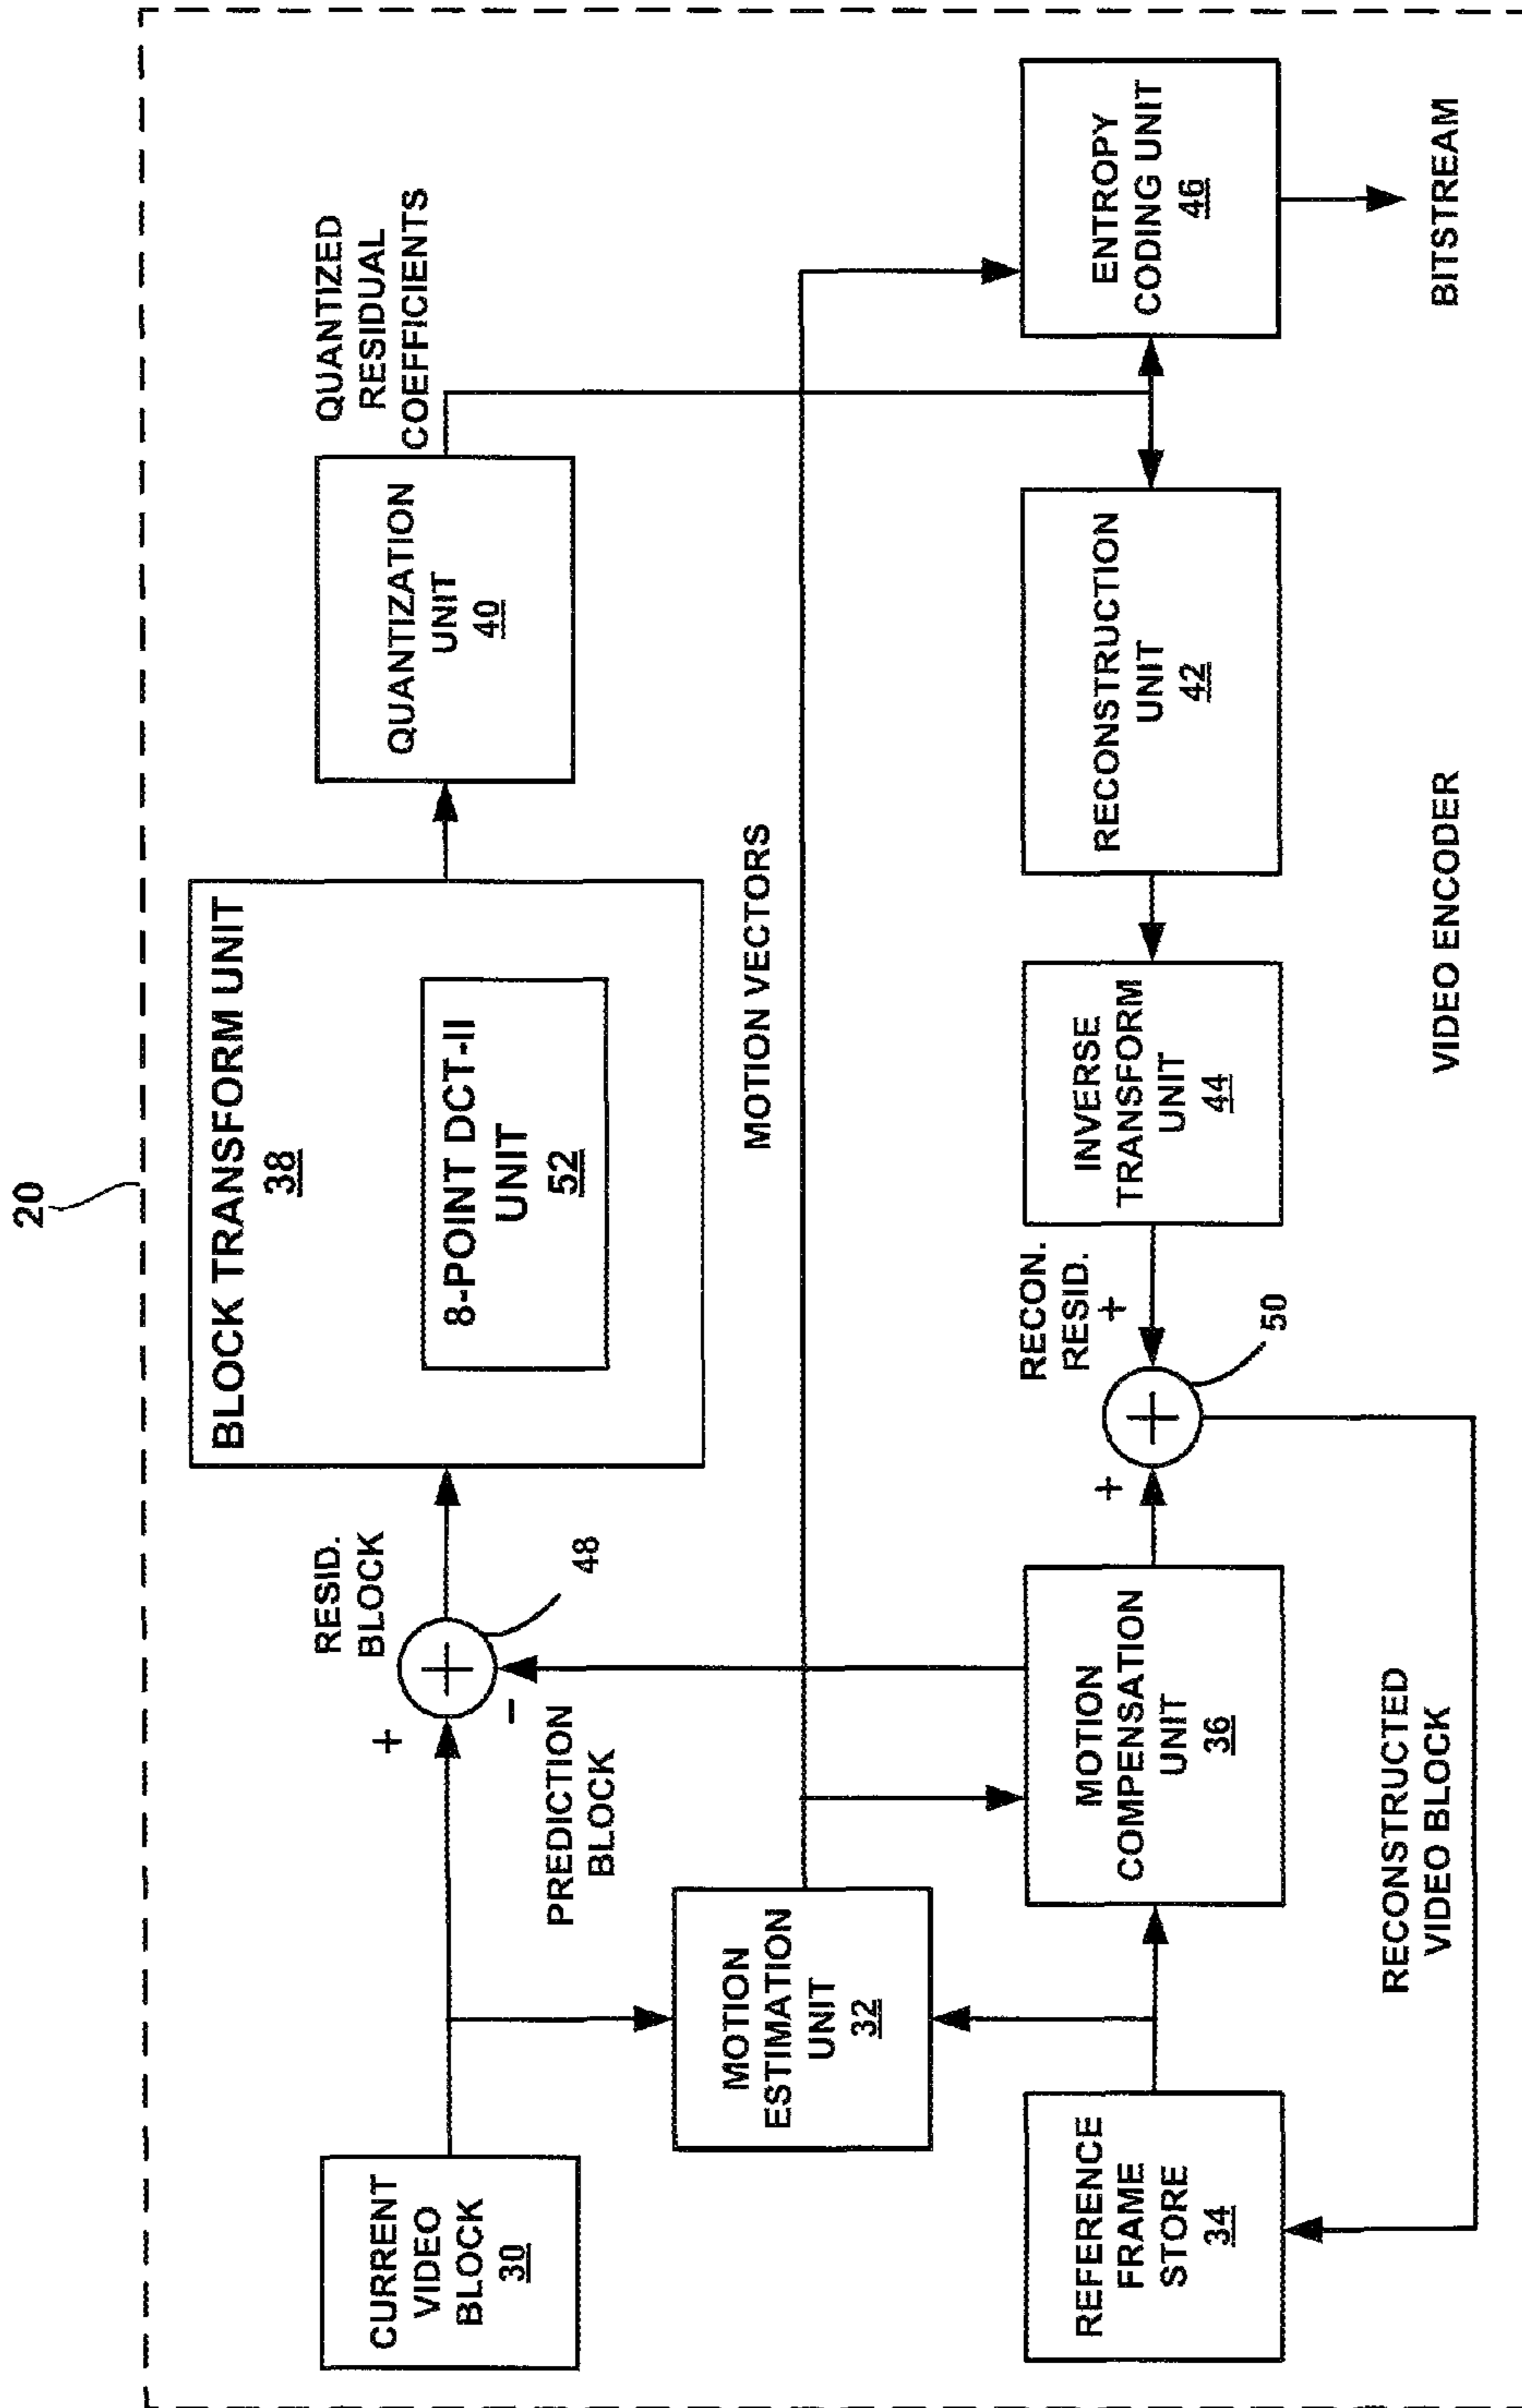 20
CURRENT
VIDEO
BLOCK
30
+
-
48
RESID.
BLOCK
PREDICTION
BLOCK
BLOCK TRANSFORM UNIT
38
8-POINT DCT-II
UNIT
52
QUANTIZATION
UNIT
40
QUANTIZED
RESIDUAL
COEFFICIENTS
MOTION
ESTIMATION
UNIT
32
MOTION VECTORS
REFERENCE
FRAME
STORE
34
MOTION
COMPENSATION
UNIT
36
+
50
RECON.
RESID.
+
INVERSE
TRANSFORM
UNIT
44
RECONSTRUCTION
UNIT
42
ENTROPY
CODING UNIT
46
RECONSTRUCTED
VIDEO BLOCK
VIDEO ENCODER
BITSTREAM